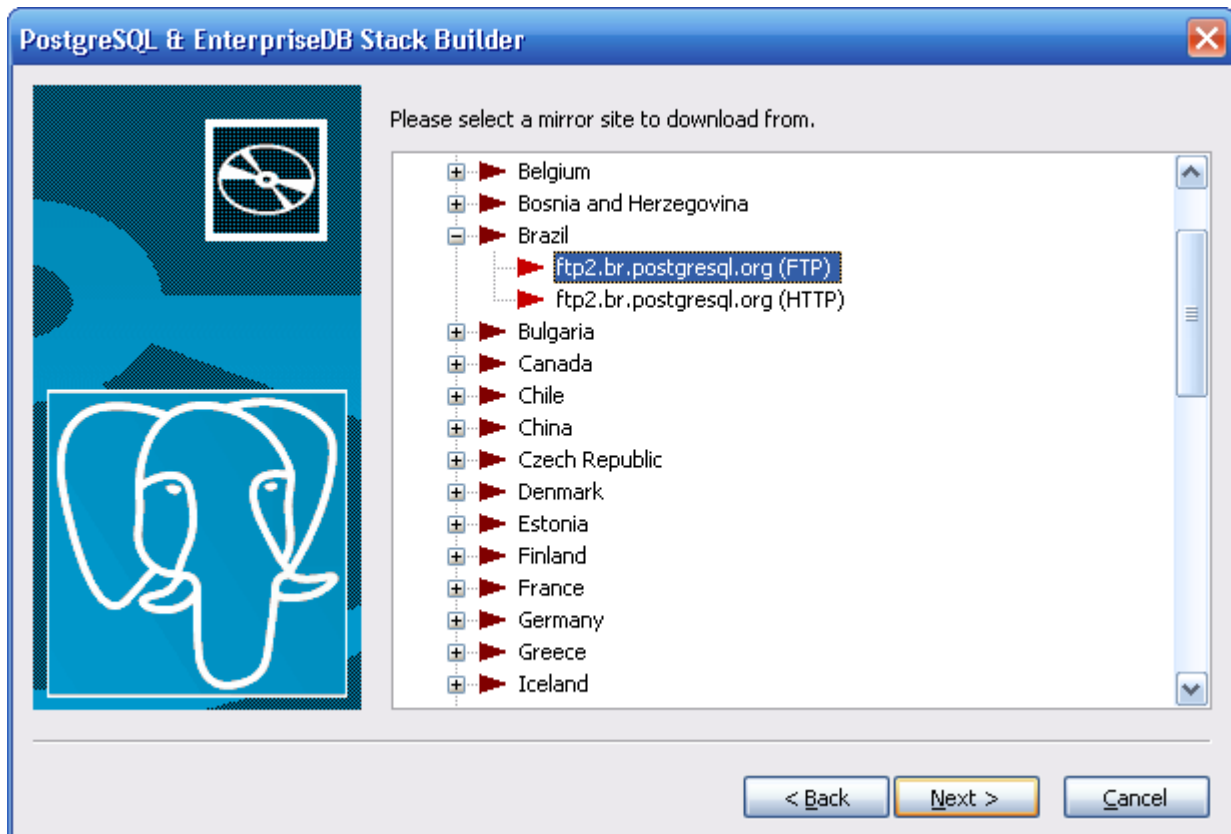 PostgreSQL & EnterpriseDB Stack Builder
Please select a mirror site to download from.
Belgium
Bosnia and Herzegovina
Brazil
ftp2.br.postgresql.org (FTP)
ftp2.br.postgresql.org (HTTP)
Bulgaria
Canada
Chile
China
Czech Republic
Denmark
Estonia
Finland
France
Germany
Greece
Iceland
< Back
Next >
Cancel